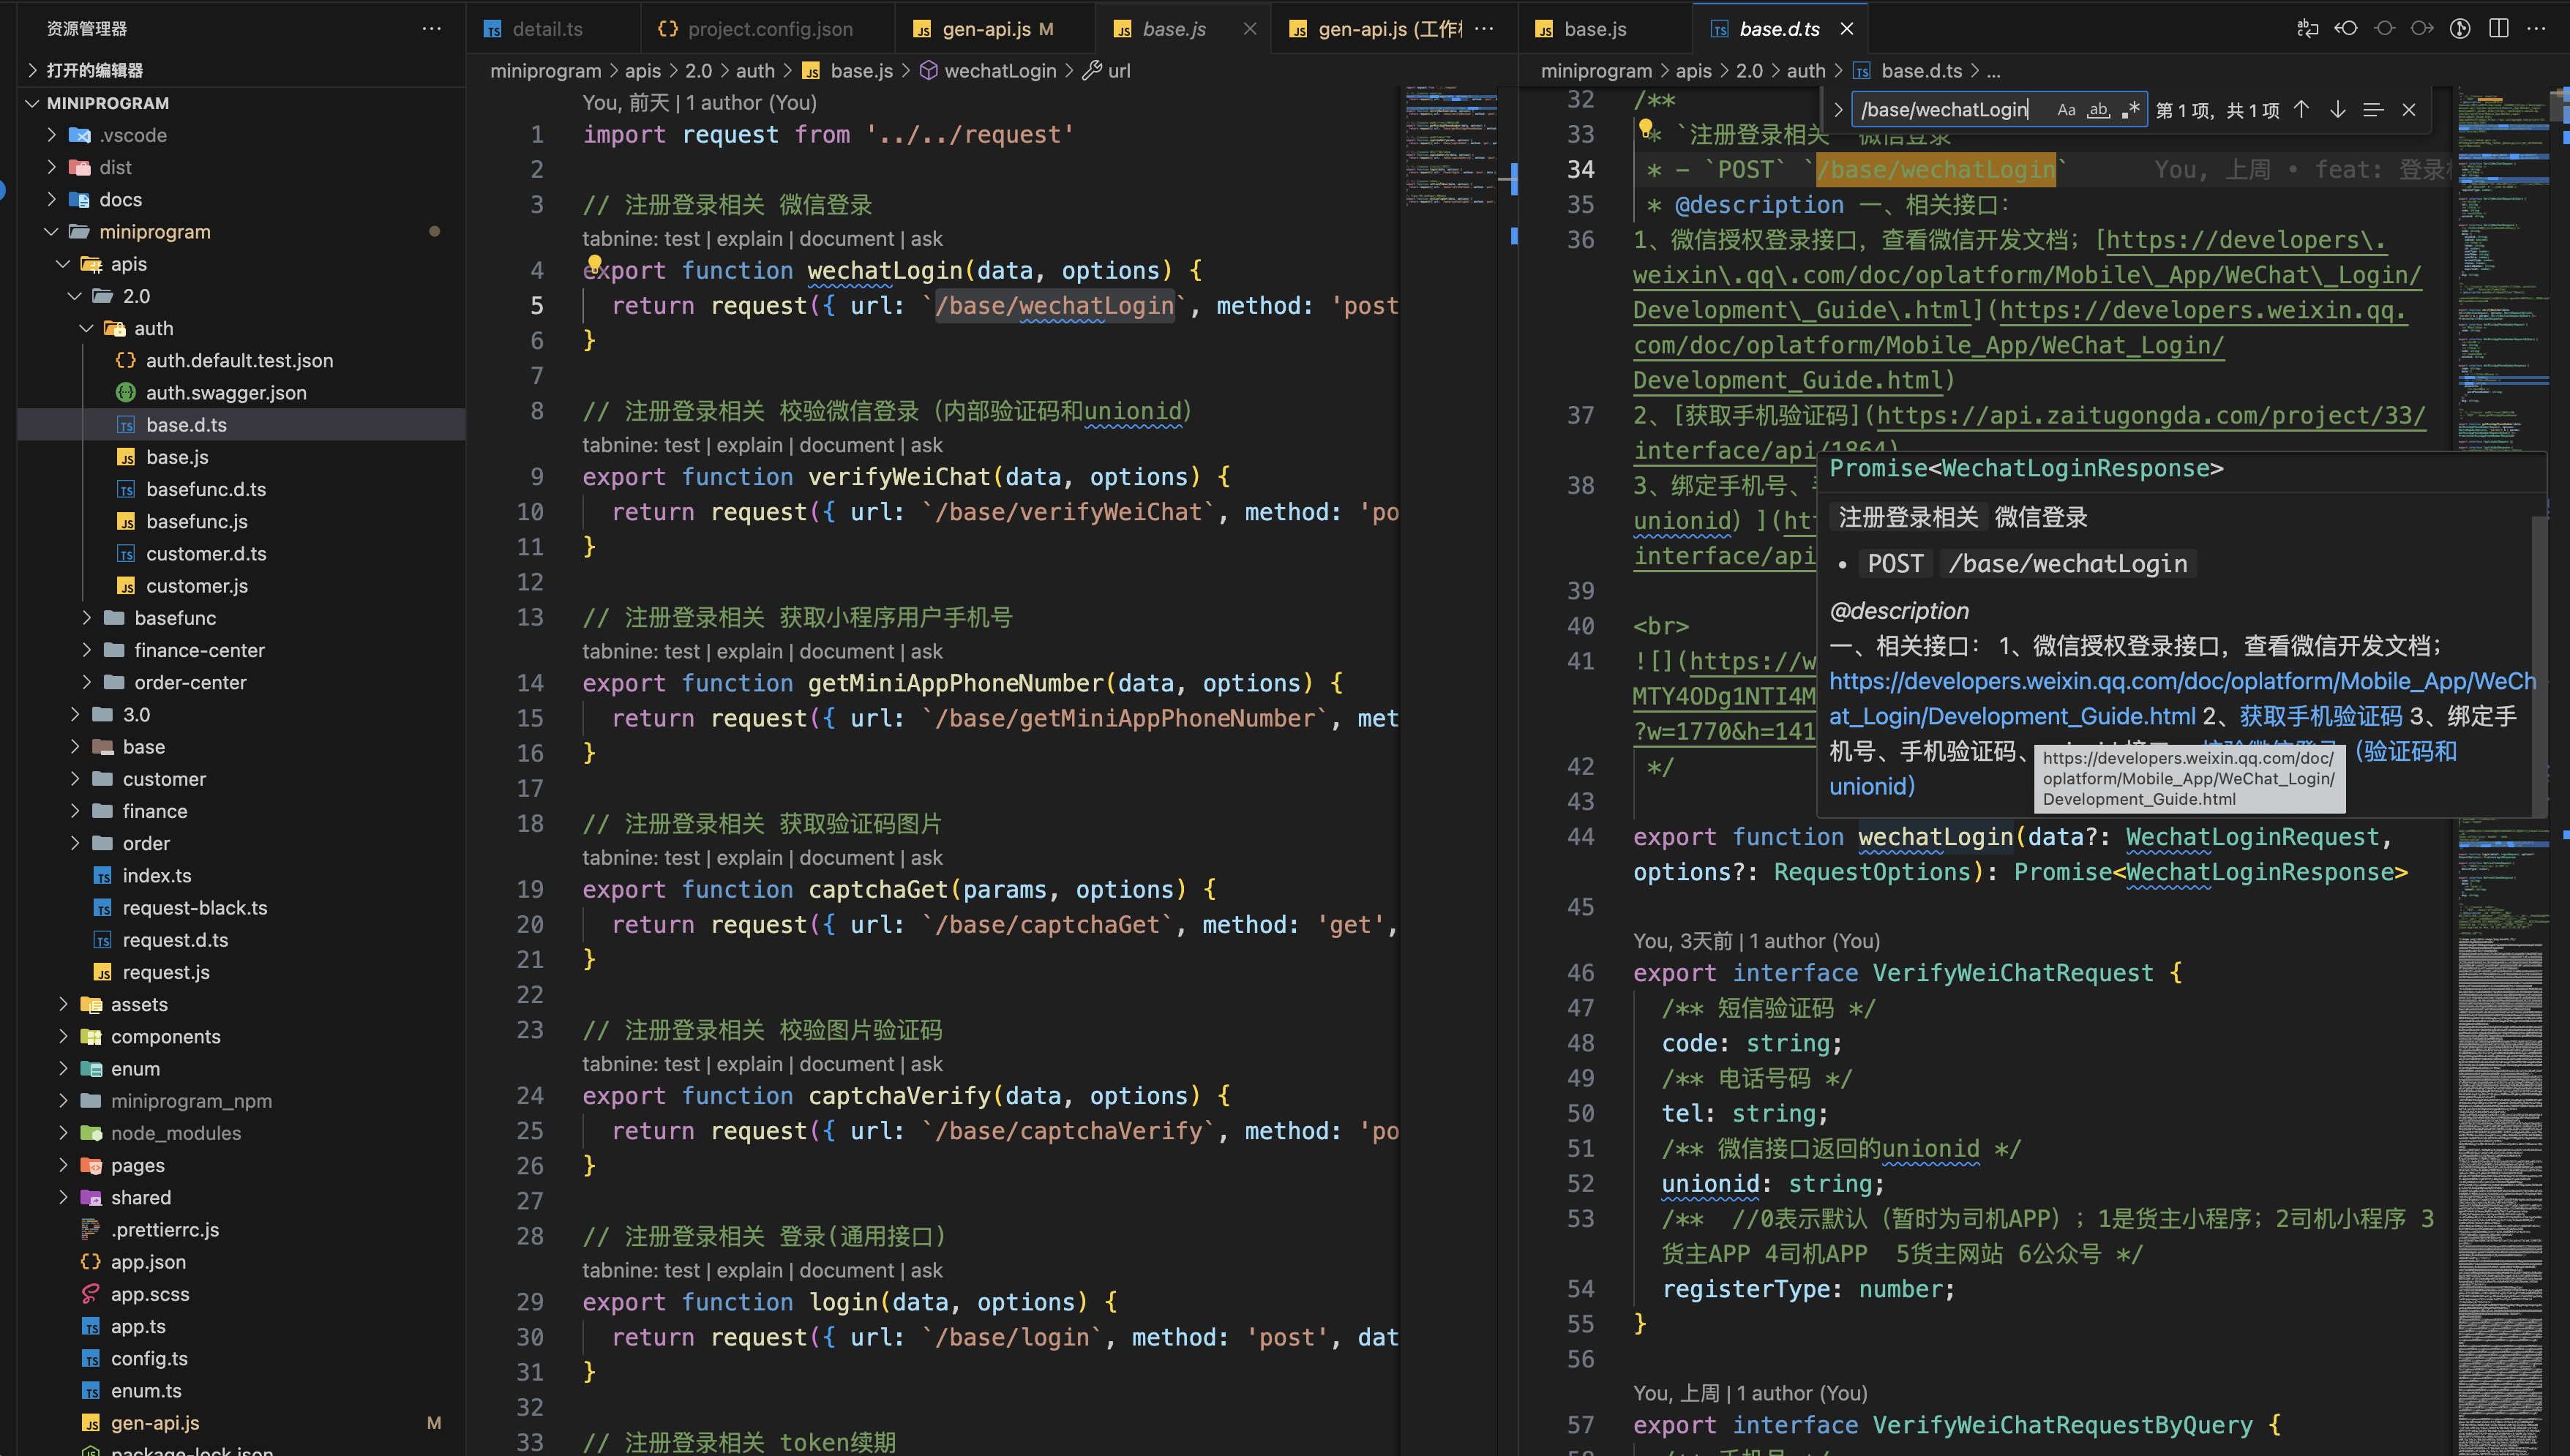 资源管理器
打开的编辑器
MINIPROGRAM
.vscode
dist
docs
miniprogram
apis
2.0
auth
auth.default.test.json
auth.swagger.json
base.d.ts
base.js
basefunc.d.ts
basefunc.js
customer.d.ts
customer.js
basefunc
finance-center
order-center
3.0
base
customer
finance
order
index.ts
request-black.ts
request.d.ts
request.js
assets
components
enum
miniprogram_npm
node_modules
pages
shared
.prettierrc.js
app.json
app.scss
app.ts
config.ts
enum.ts
gen-api.js M
package-lock.json
detail.ts project.config.json gen-api.js M base.js gen-api.js (工作
miniprogram > apis > 2.0 > auth > base.js > wechatLogin > url
You, 前天 | 1 author (You)
1 import request from '../../request'
2
3 // 注册登录相关 微信登录
tabnine: test | explain | document | ask
4 export function wechatLogin(data, options) {
5 return request({ url: `/base/wechatLogin`, method: 'post
6 }
7
8 // 注册登录相关 校验微信登录（内部验证码和unionid）
tabnine: test | explain | document | ask
9 export function verifyWeiChat(data, options) {
10 return request({ url: `/base/verifyWeiChat`, method: 'po
11 }
12
13 // 注册登录相关 获取小程序用户手机号
tabnine: test | explain | document | ask
14 export function getMiniAppPhoneNumber(data, options) {
15 return request({ url: `/base/getMiniAppPhoneNumber`, met
16 }
17
18 // 注册登录相关 获取验证码图片
tabnine: test | explain | document | ask
19 export function captchaGet(params, options) {
20 return request({ url: `/base/captchaGet`, method: 'get',
21 }
22
23 // 注册登录相关 校验图片验证码
tabnine: test | explain | document | ask
24 export function captchaVerify(data, options) {
25 return request({ url: `/base/captchaVerify`, method: 'po
26 }
27
28 // 注册登录相关 登录(通用接口)
tabnine: test | explain | document | ask
29 export function login(data, options) {
30 return request({ url: `/base/login`, method: 'post', dat
31 }
32
33 // 注册登录相关 token续期
base.js base.d.ts
miniprogram > apis > 2.0 > auth > base.d.ts > ...
/base/wechatLogin Aa ab .* 第 1 项，共 1 项
32 /**
33 * `注册登录相关 微信登录
34 * - `POST` `/base/wechatLogin` You, 上周 • feat: 登录
35 * @description 一、相关接口：
36 1、微信授权登录接口，查看微信开发文档；[https://developers\.
weixin\.qq\.com/doc/oplatform/Mobile\_App/WeChat\_Login/
Development\_Guide\.html](https://developers.weixin.qq.
com/doc/oplatform/Mobile_App/WeChat_Login/
Development_Guide.html)
37 2、[获取手机验证码](https://api.zaitugongda.com/project/33/
interface/api/1864)
38 3、绑定手机号、
unionid) ](ht
interface/api
39
40 <br>
41 ![](https://w
MTY4ODg1NTI4M
?w=1770&h=141
42 */
43
Promise<WechatLoginResponse>
注册登录相关 微信登录
• POST /base/wechatLogin
@description
一、相关接口： 1、微信授权登录接口，查看微信开发文档；
https://developers.weixin.qq.com/doc/oplatform/Mobile_App/WeCh
at_Login/Development_Guide.html 2、获取手机验证码 3、绑定手
机号、手机验证码、 （验证码和
unionid)
https://developers.weixin.qq.com/doc/
oplatform/Mobile_App/WeChat_Login/
Development_Guide.html
44 export function wechatLogin(data?: WechatLoginRequest,
options?: RequestOptions): Promise<WechatLoginResponse>
45
You, 3天前 | 1 author (You)
46 export interface VerifyWeiChatRequest {
47 /** 短信验证码 */
48 code: string;
49 /** 电话号码 */
50 tel: string;
51 /** 微信接口返回的unionid */
52 unionid: string;
53 /** //0表示默认（暂时为司机APP）；1是货主小程序；2司机小程序 3
货主APP 4司机APP 5货主网站 6公众号 */
54 registerType: number;
55 }
56
You, 上周 | 1 author (You)
57 export interface VerifyWeiChatRequestByQuery {